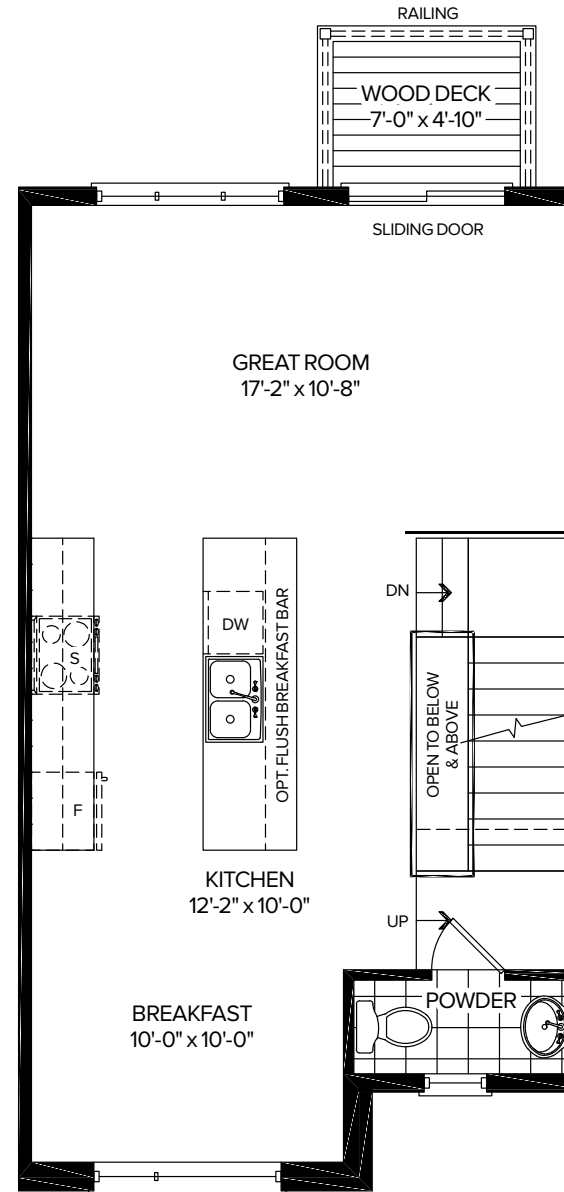 RAILING
WOOD DECK
7'-0" x 4'-10"
SLIDING DOOR
GREAT ROOM
17'-2" x 10'-8"
DN
DW
S
OPT. FLUSH BREAKFAST BAR
OPEN TO BELOW
& ABOVE
F
KITCHEN
12'-2" x 10'-0"
UP
POWDER
BREAKFAST
10'-0" x 10'-0"